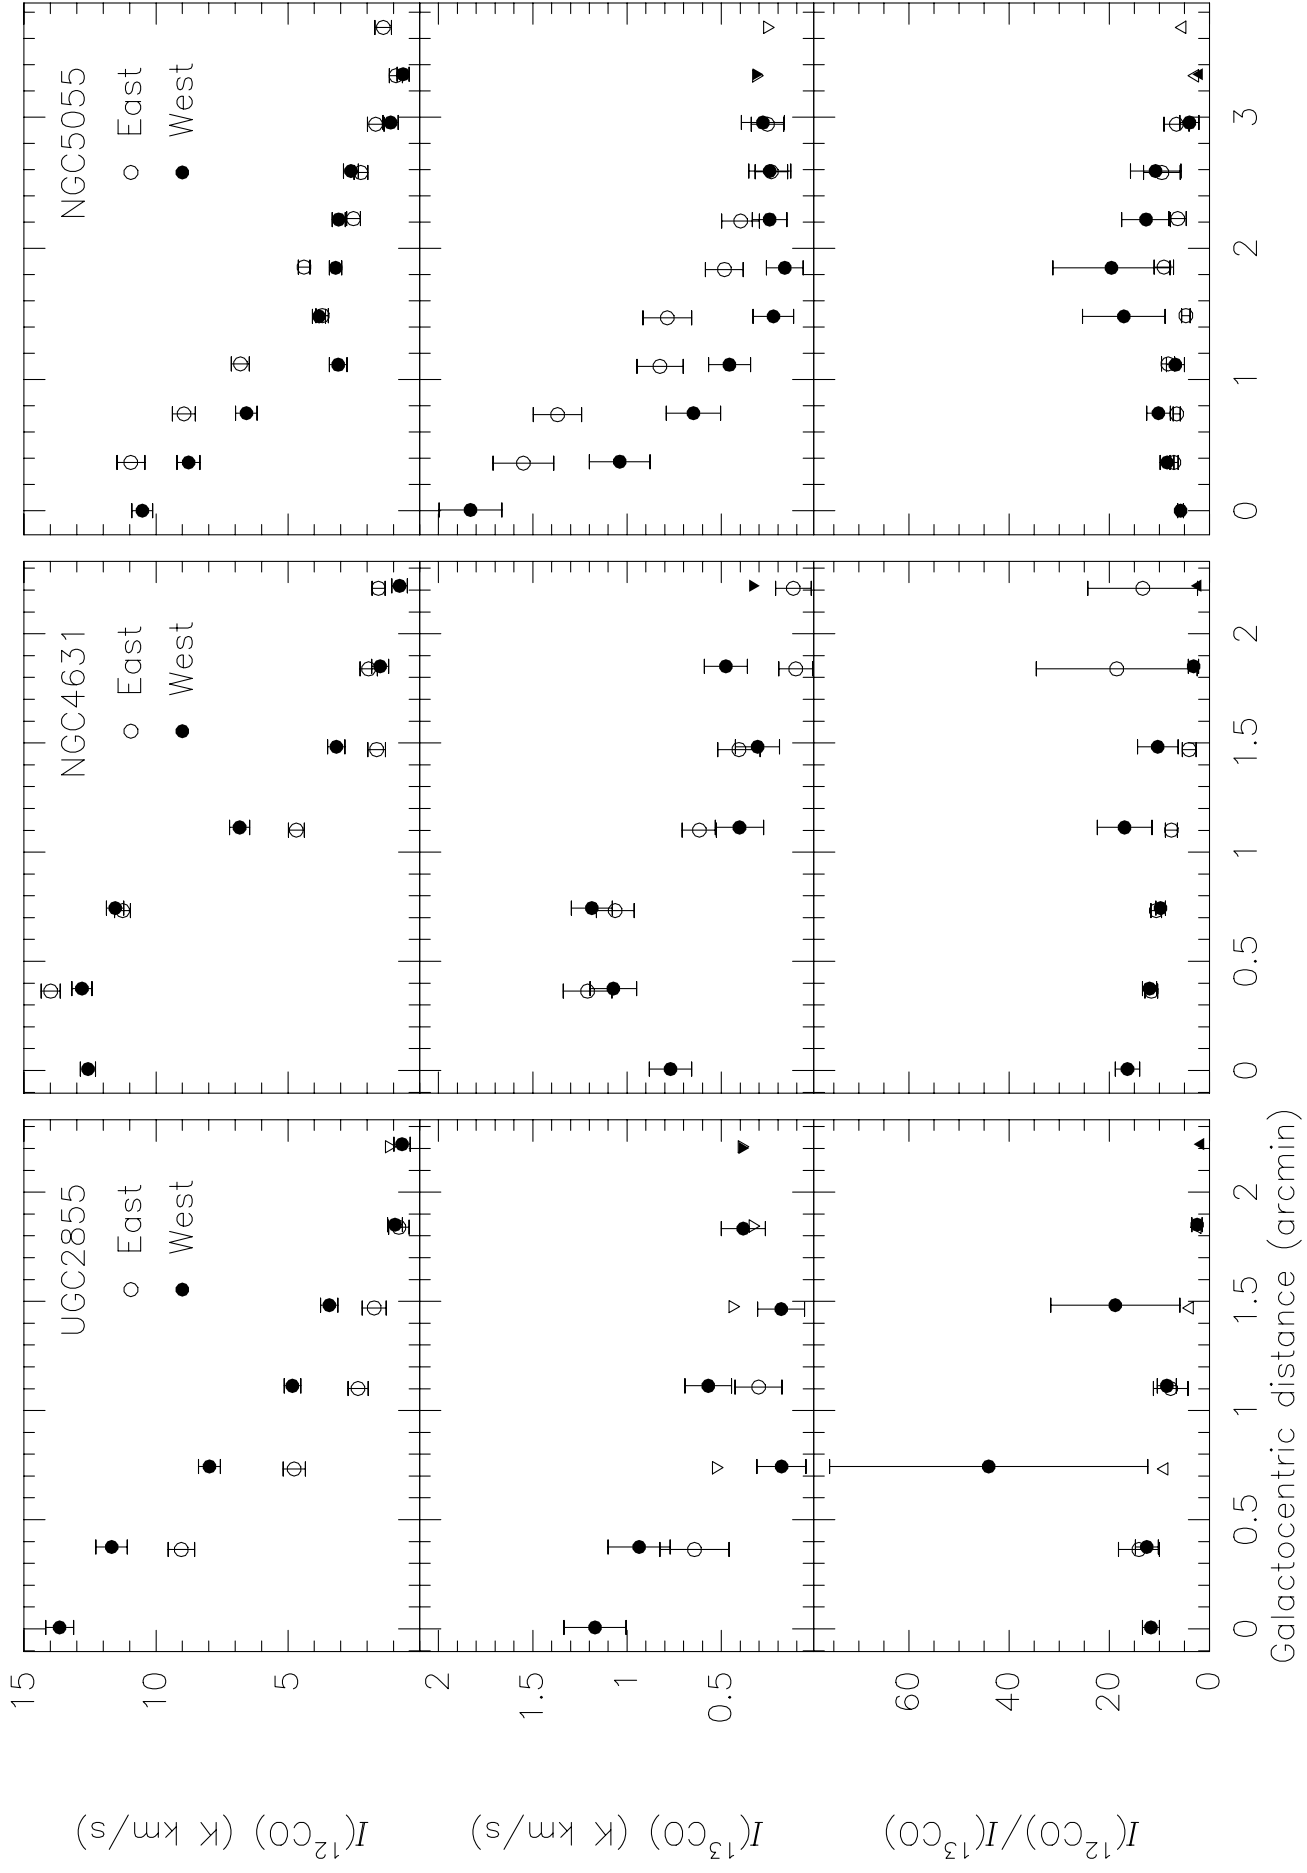 UGC2855
East
West
NGC4631
East
West
NGC5055
East
West
I(¹²CO) (K km/s)
15
10
5
I(¹³CO) (K km/s)
2
1.5
1
0.5
I(¹²CO)/I(¹³CO)
60
40
20
0
0 0.5 1 1.5 2
0 0.5 1 1.5 2
0 1 2 3
Galactocentric distance (arcmin)